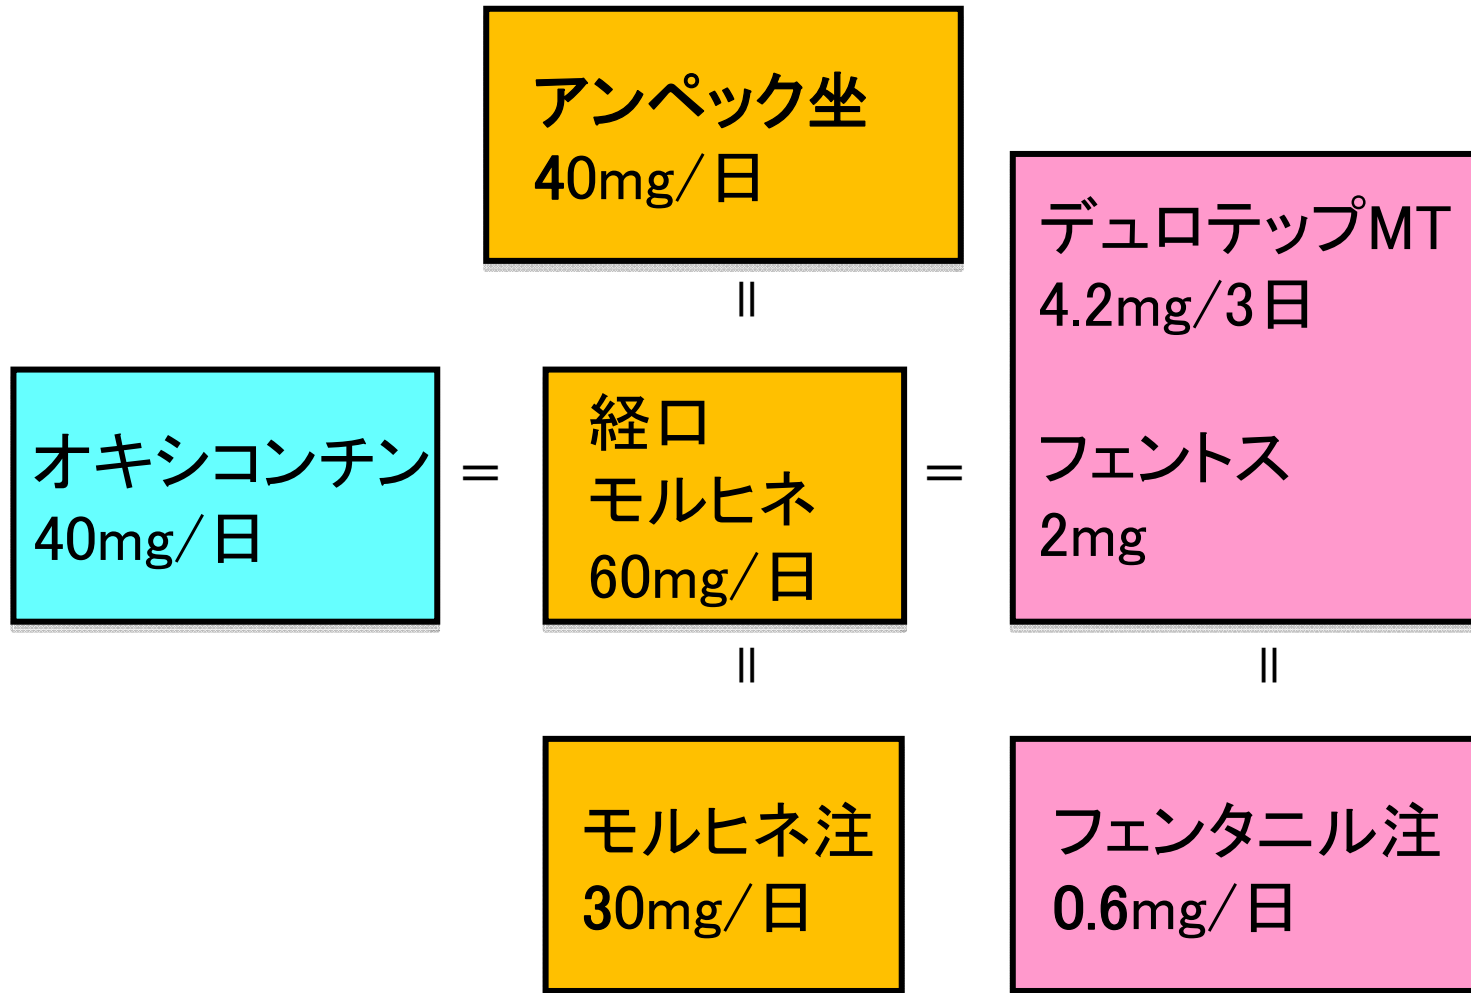 アンペック坐
40mg/日
＝
デュロテップMT
4.2mg/3日
フェントス
2mg
オキシコンチン
40mg/日
＝
経口
モルヒネ
60mg/日
＝
＝
＝
モルヒネ注
30mg/日
フェンタニル注
0.6mg/日